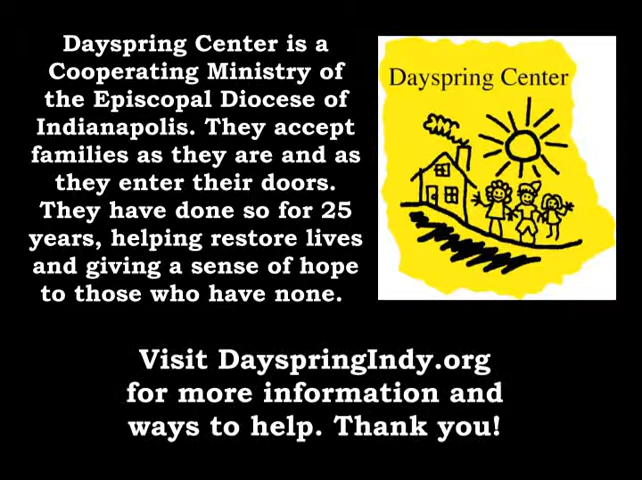 Dayspring Center is a
Cooperating Ministry of
the Episcopal Diocese of
Indianapolis. They accept
families as they are and as
they enter their doors.
They have done so for 25
years, helping restore lives
and giving a sense of hope
to those who have none.
Dayspring Center
Visit DayspringIndy.org
for more information and
ways to help. Thank you!